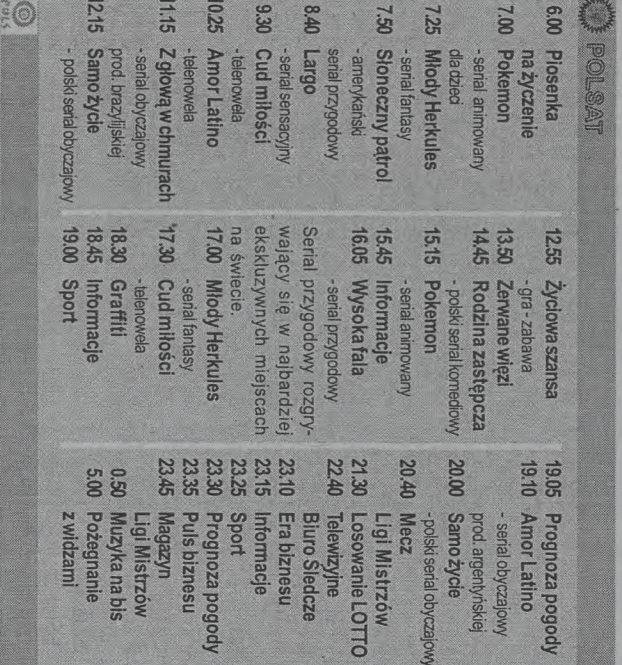 POLSAT
6.00 Piosenka
na życzenie
7.00 Pokemon
- serial animowany
dla dzieci
7.25 Młody Herkules
- serial fantasy
7.50 Słoneczny patrol
- amerykański
serial przygodowy
8.40 Largo
- serial sensacyjny
9.30 Cud miłości
- telenowela
10.25 Amor Latino
- telenowela
11.15 Z głową w chmurach
- serial obyczajowy
prod. brazylijskiej
12.15 Samo życie
- polski serial obyczajowy
12.55 Życiowa szansa
- gra - zabawa
13.50 Zerwane więzi
14.45 Rodzina zastępcza
- polski serial komediowy
15.15 Pokemon
- serial animowany
15.45 Informacje
16.05 Wysoka fala
- serial przygodowy
Serial przygodowy rozgry-
wający się w najbardziej
ekskluzywnych miejscach
na świecie.
17.00 Młody Herkules
- serial fantasy
17.30 Cud miłości
- telenowela
18.30 Graffiti
18.45 Informacje
19.00 Sport
19.05 Prognoza pogody
19.10 Amor Latino
- serial obyczajowy
prod. argentyńskiej
20.00 Samo życie
- polski serial obyczajowy
20.40 Mecz
Ligi Mistrzów
21.30 Losowanie LOTTO
22.40 Telewizyjne
Biuro Śledcze
23.10 Era biznesu
23.15 Informacje
23.25 Sport
23.30 Prognoza pogody
23.35 Puls biznesu
23.45 Magazyn
Ligi Mistrzów
0.50 Muzyka na bis
5.00 Pożegnanie
z widzami
PULS